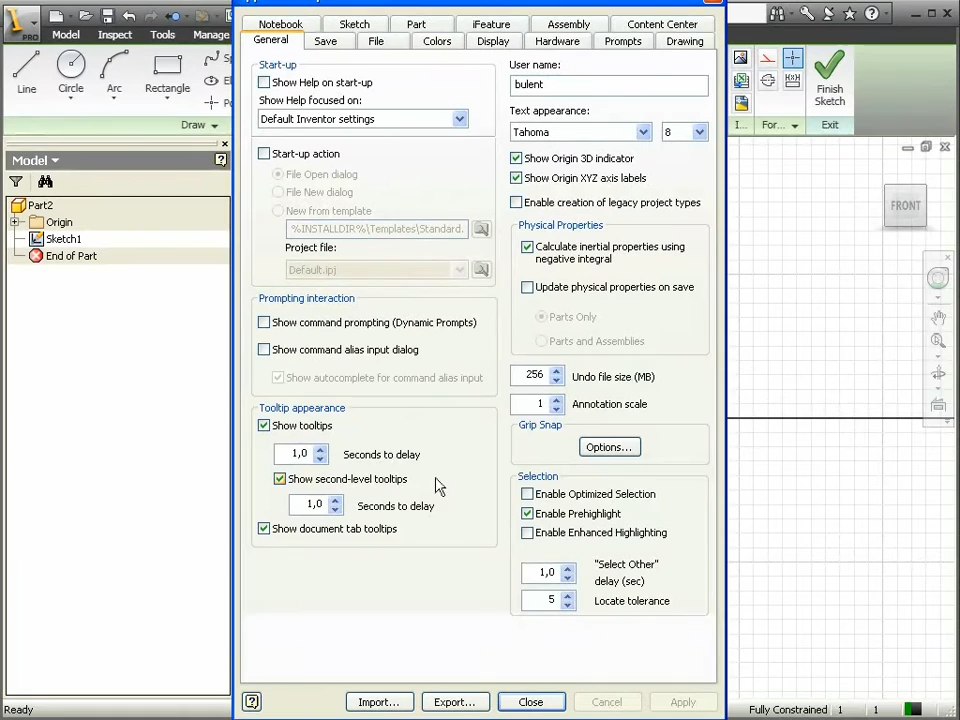 PRO
Model
Inspect
Tools
Manage
Line
Circle
Arc
Rectangle
Draw
Finish
Sketch
Exit
I...
For...
Model
Part2
Origin
Sketch1
End of Part
Notebook
Sketch
Part
iFeature
Assembly
Content Center
General
Save
File
Colors
Display
Hardware
Prompts
Drawing
Start-up
Show Help on start-up
Show Help focused on:
Default Inventor settings
Start-up action
File Open dialog
File New dialog
New from template
%INSTALLDIR%\Templates\Standard.
Project file:
Default.ipj
Prompting interaction
Show command prompting (Dynamic Prompts)
Show command alias input dialog
Show autocomplete for command alias input
Tooltip appearance
Show tooltips
1,0 Seconds to delay
Show second-level tooltips
1,0 Seconds to delay
Show document tab tooltips
User name:
bulent
Text appearance:
Tahoma 8
Show Origin 3D indicator
Show Origin XYZ axis labels
Enable creation of legacy project types
Physical Properties
Calculate inertial properties using
negative integral
Update physical properties on save
Parts Only
Parts and Assemblies
256 Undo file size (MB)
1 Annotation scale
Grip Snap
Options...
Selection
Enable Optimized Selection
Enable Prehighlight
Enable Enhanced Highlighting
"Select Other"
1,0 delay (sec)
5 Locate tolerance
Import... Export... Close Cancel Apply
FRONT
Ready
Fully Constrained 1 1